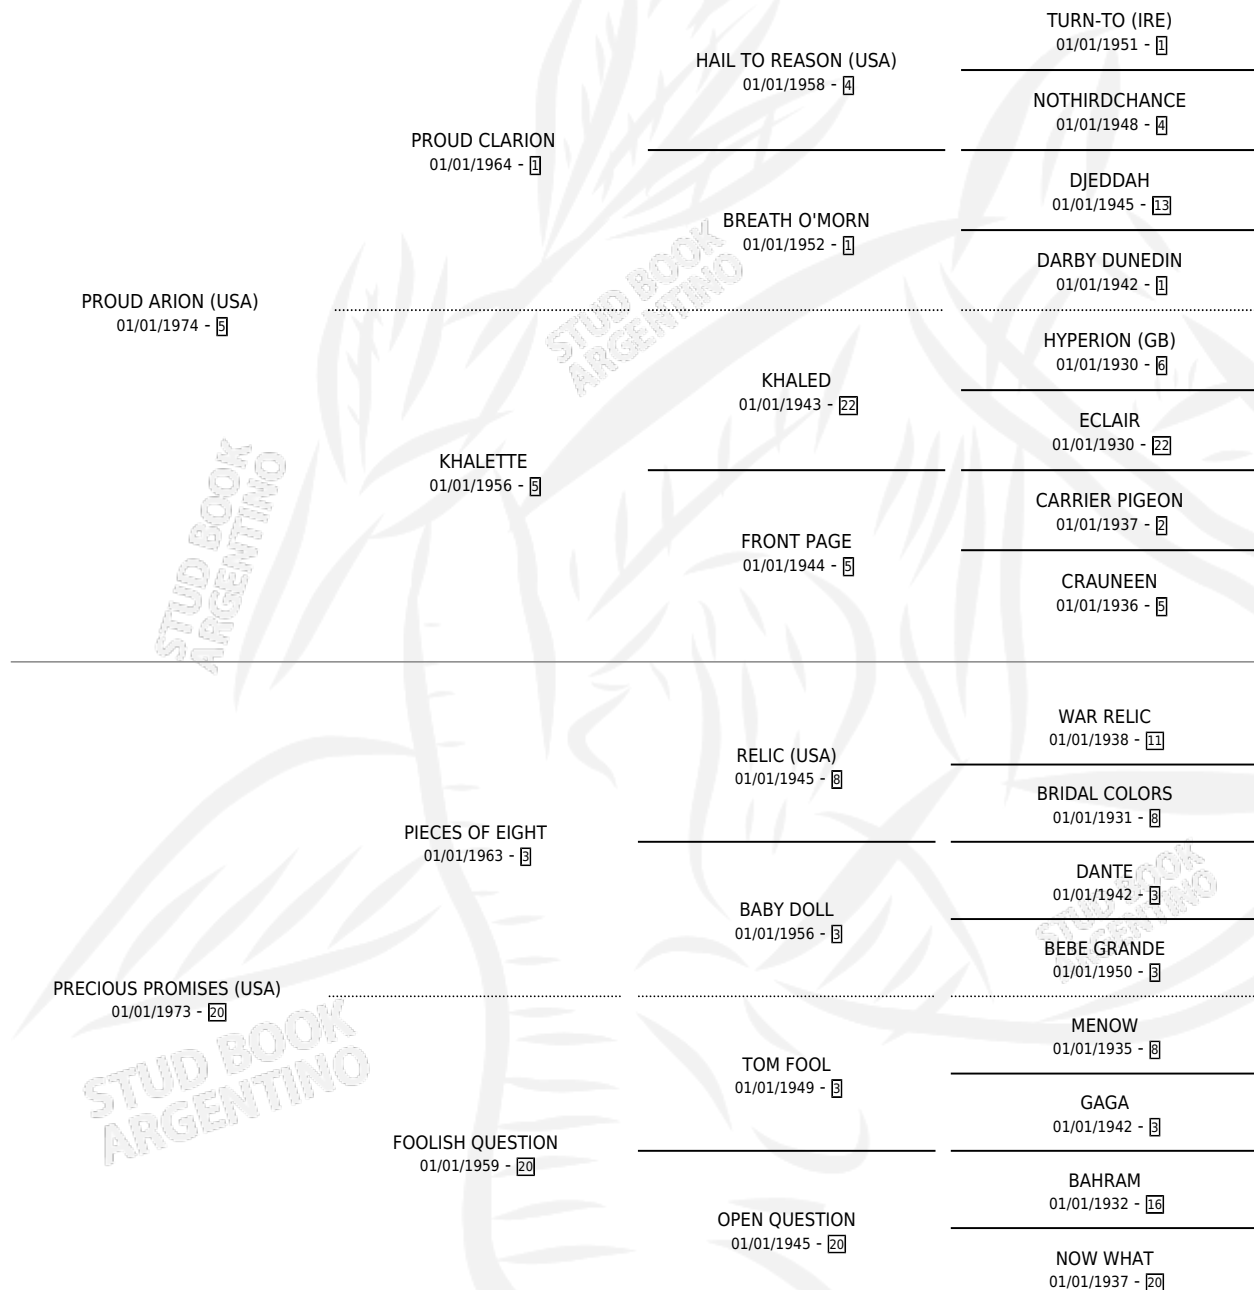 TURN-TO (IRE)
01/01/1951 - 1
HAIL TO REASON (USA)
01/01/1958 - 4
NOTHIRDCHANCE
01/01/1948 - 4
PROUD CLARION
01/01/1964 - 1
DJEDDAH
01/01/1945 - 13
BREATH O'MORN
01/01/1952 - 1
DARBY DUNEDIN
01/01/1942 - 1
PROUD ARION (USA)
01/01/1974 - 5
HYPERION (GB)
01/01/1930 - 6
KHALED
01/01/1943 - 22
ECLAIR
01/01/1930 - 22
KHALETTE
01/01/1956 - 5
CARRIER PIGEON
01/01/1937 - 2
FRONT PAGE
01/01/1944 - 5
CRAUNEEN
01/01/1936 - 5
STUD BOOK
ARGENTINO
STUD BOOK
ARGENTINO
WAR RELIC
01/01/1938 - 11
RELIC (USA)
01/01/1945 - 8
BRIDAL COLORS
01/01/1931 - 8
PIECES OF EIGHT
01/01/1963 - 3
DANTE
01/01/1942 - 3
BABY DOLL
01/01/1956 - 3
BEBE GRANDE
01/01/1950 - 3
STUD BOOK
ARGENTINO
PRECIOUS PROMISES (USA)
01/01/1973 - 20
MENOW
01/01/1935 - 8
TOM FOOL
01/01/1949 - 3
GAGA
01/01/1942 - 3
STUD BOOK
ARGENTINO
FOOLISH QUESTION
01/01/1959 - 20
BAHRAM
01/01/1932 - 16
OPEN QUESTION
01/01/1945 - 20
NOW WHAT
01/01/1937 - 20